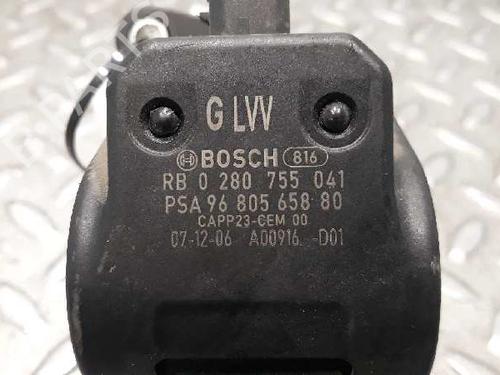 G LVV
BOSCH 816
RB 0 280 755 041
PSA 96 805 658 80
CAPP23-CEM 00
07-12-06 A00916 -D01